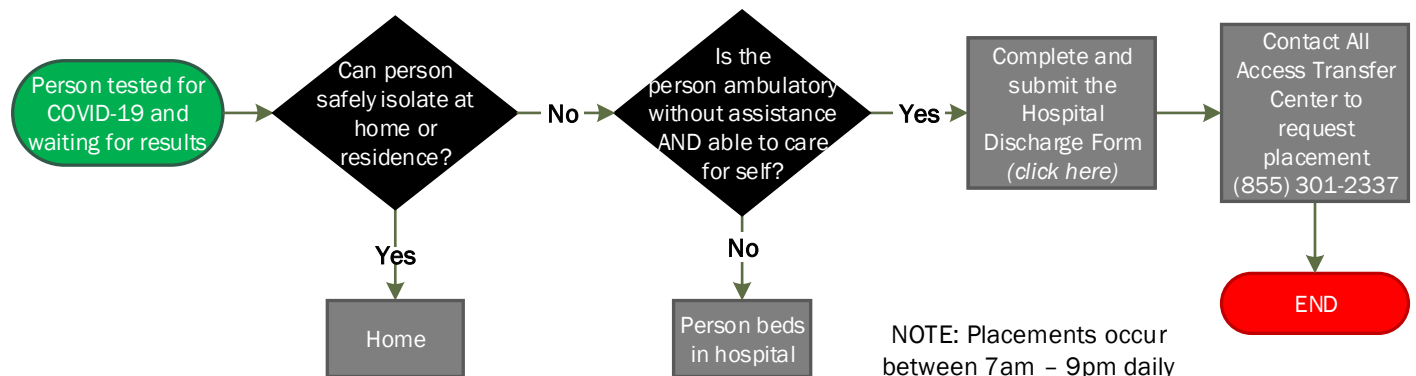 Person tested for
COVID-19 and
waiting for results
Can person
safely isolate at
home or
residence?
No
Is the
person ambulatory
without assistance
AND able to care
for self?
Yes
Complete and
submit the
Hospital
Discharge Form
(click here)
Contact All
Access Transfer
Center to
request
placement
(855) 301-2337
Yes
No
Home
Person beds
in hospital
END
NOTE: Placements occur
between 7am – 9pm daily